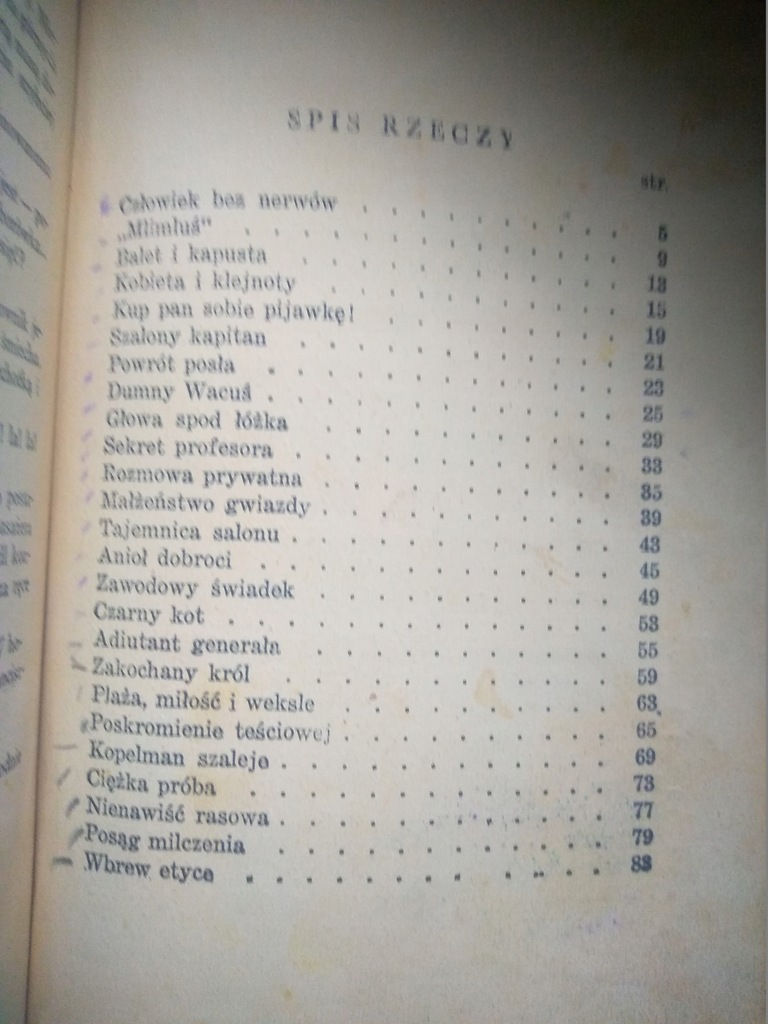 SPIS RZECZY
str.
Człowiek bez nerwów . . . . . . . . . . 5
„Mlimluś“ . . . . . . . . . . 9
Balet i kapusta . . . . . . . . . . 13
Kobieta i klejnoty . . . . . . . . . . 15
Kup pan sobie pijawkę! . . . . . . . . 19
Szalony kapitan . . . . . . . . . . 21
Powrót posła . . . . . . . . . . 23
Dumny Wacuś . . . . . . . . . . 25
Głowa spod łóżka . . . . . . . . . . 29
Sekret profesora . . . . . . . . . . 33
Rozmowa prywatna . . . . . . . . . . 35
Małżeństwo gwiazdy . . . . . . . . . . 39
Tajemnica salonu . . . . . . . . . . 43
Anioł dobroci . . . . . . . . . . 45
Zawodowy świadek . . . . . . . . . . 49
Czarny kot . . . . . . . . . . 53
Adiutant generała . . . . . . . . . . 55
Zakochany król . . . . . . . . . . 59
Plaża, miłość i weksle . . . . . . . . . 63
Poskromienie teściowej . . . . . . . . . 65
Kopelman szaleje . . . . . . . . . . 69
Ciężka próba . . . . . . . . . . 73
Nienawiść rasowa . . . . . . . . . . 77
Posąg milczenia . . . . . . . . . . 79
Wbrew etyce . . . . . . . . . . 83